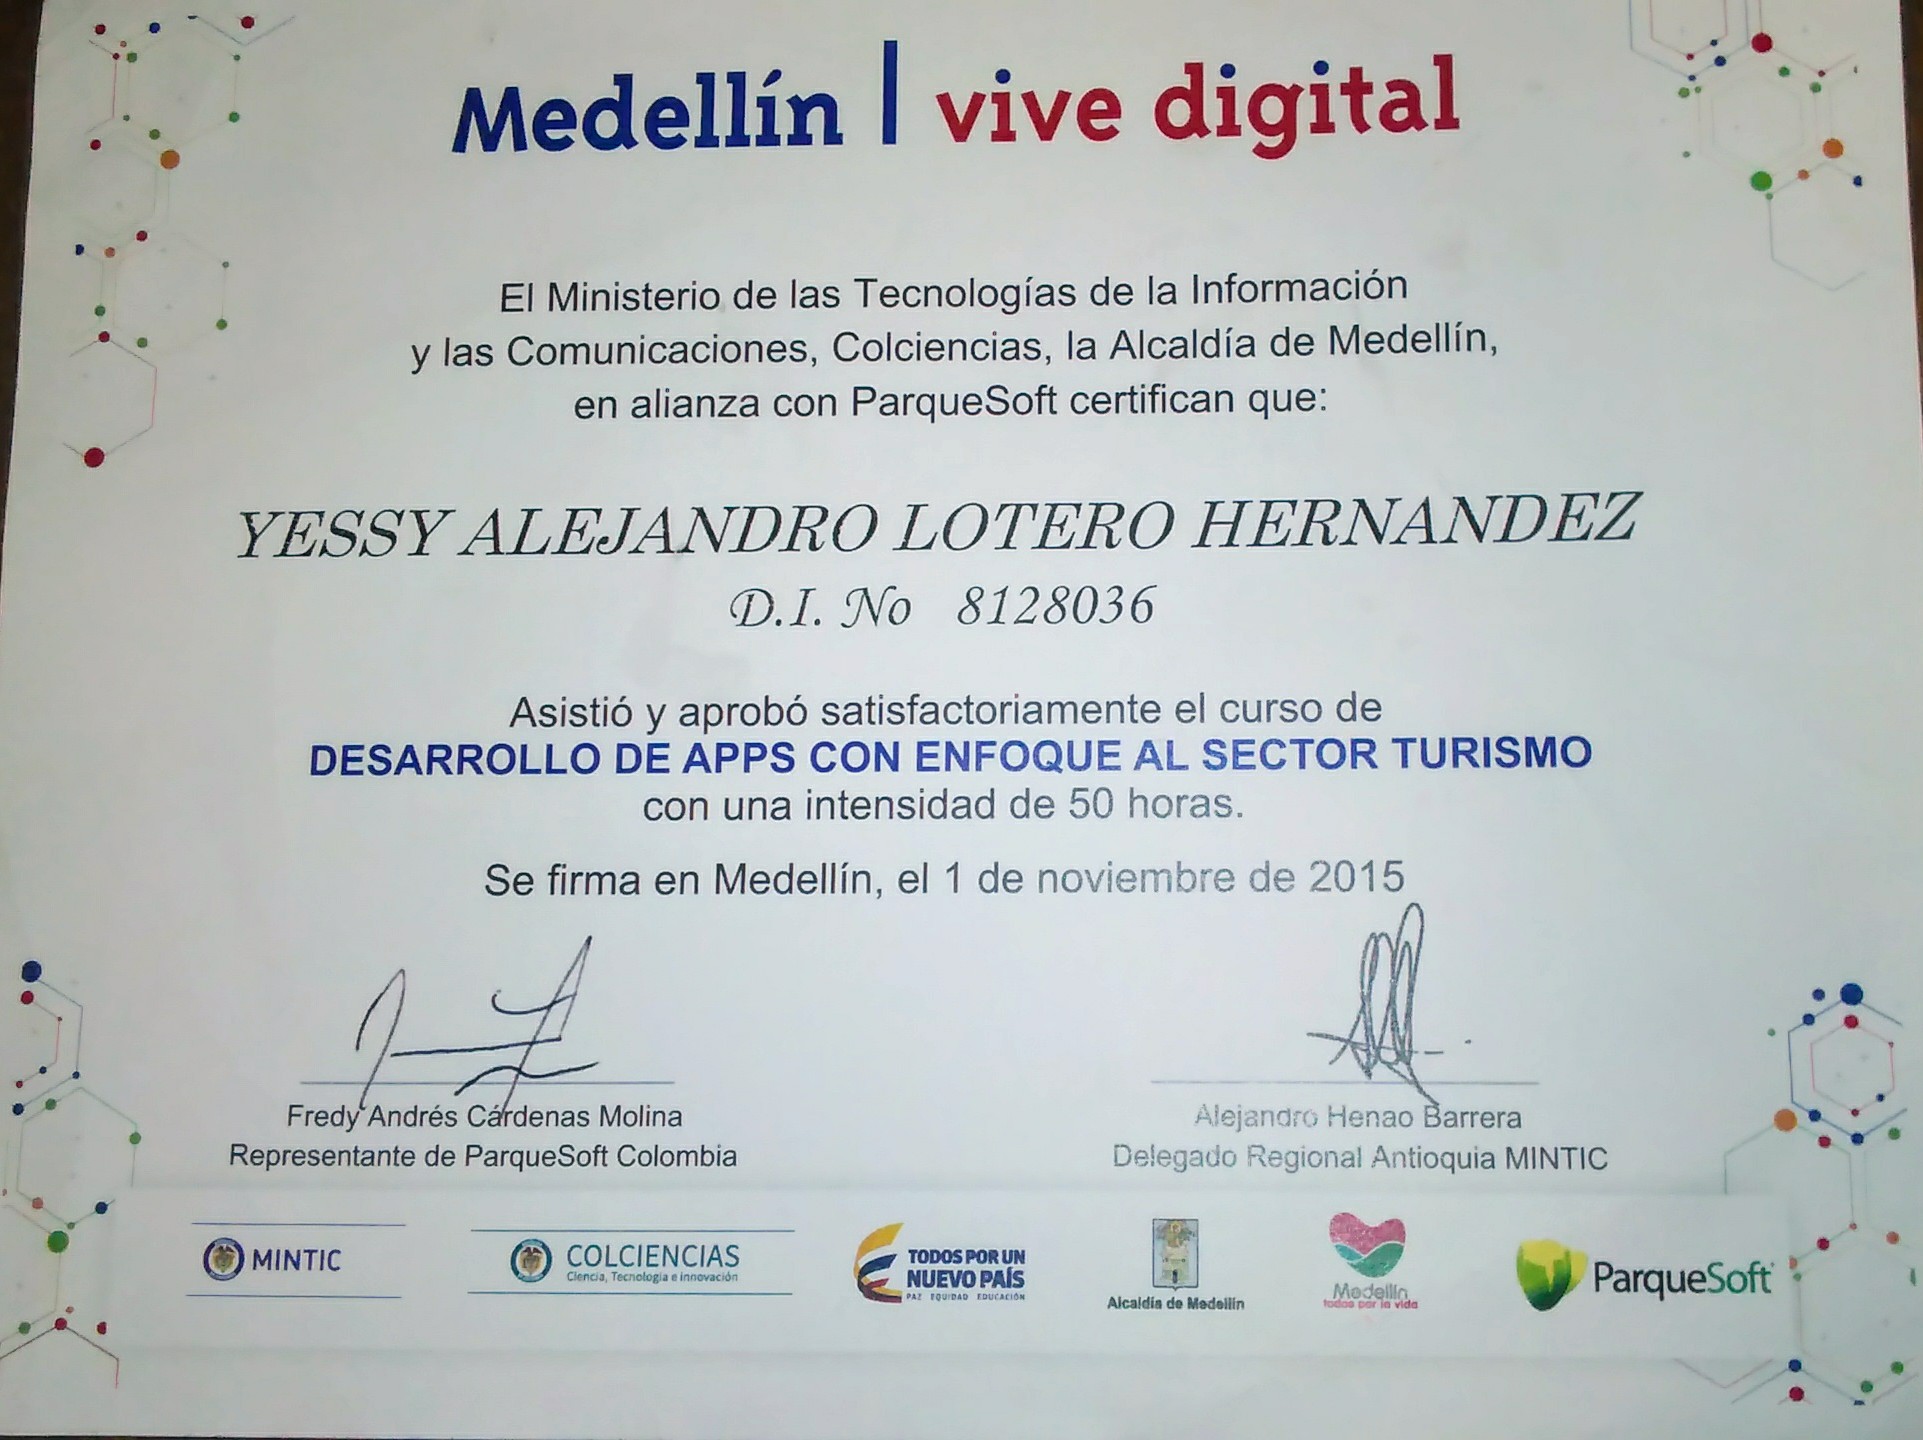 Medellín | vive digital
El Ministerio de las Tecnologías de la Información
y las Comunicaciones, Colciencias, la Alcaldía de Medellín,
en alianza con ParqueSoft certifican que:
YESSY ALEJANDRO LOTERO HERNANDEZ
D.I. No 8128036
Asistió y aprobó satisfactoriamente el curso de
DESARROLLO DE APPS CON ENFOQUE AL SECTOR TURISMO
con una intensidad de 50 horas.
Se firma en Medellín, el 1 de noviembre de 2015
Fredy Andrés Cárdenas Molina
Representante de ParqueSoft Colombia
Alejandro Henao Barrera
Delegado Regional Antioquia MINTIC
MINTIC
COLCIENCIAS
Ciencia, Tecnología e Innovación
TODOS POR UN
NUEVO PAÍS
PAZ EQUIDAD EDUCACIÓN
Alcaldía de Medellín
Medellín
todos por la vida
ParqueSoft